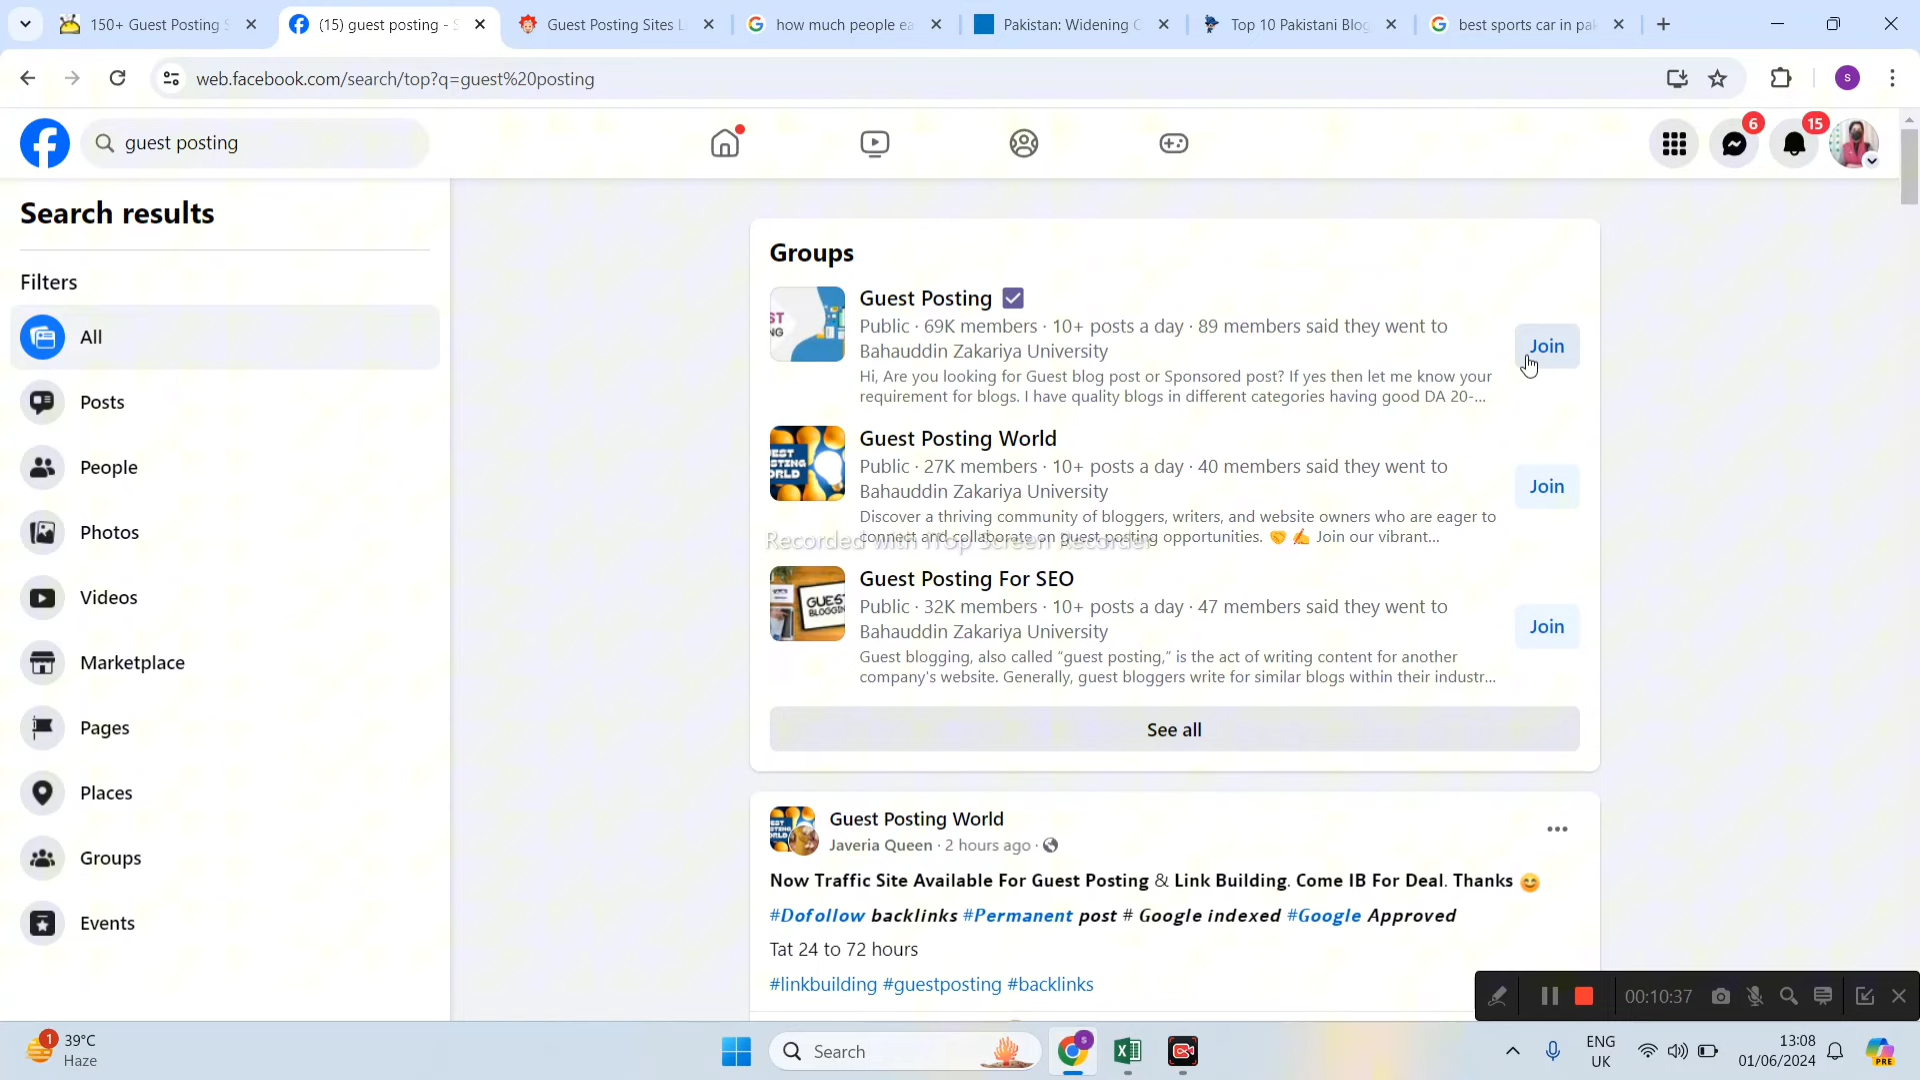 150+ Guest Posting S
(15) guest posting - S
Guest Posting Sites L
how much people ea
Pakistan: Widening C
Top 10 Pakistani Blog
best sports car in pak
web.facebook.com/search/top?q=guest%20posting
S
guest posting
6
15
Search results
Filters
All
Posts
People
Photos
Videos
Marketplace
Pages
Places
Groups
Events
Groups
Guest Posting
Public · 69K members · 10+ posts a day · 89 members said they went to
Bahauddin Zakariya University
Hi, Are you looking for Guest blog post or Sponsored post? If yes then let me know your
requirement for blogs. I have quality blogs in different categories having good DA 20-...
Join
Guest Posting World
Public · 27K members · 10+ posts a day · 40 members said they went to
Bahauddin Zakariya University
Discover a thriving community of bloggers, writers, and website owners who are eager to
connect and collaborate on guest posting opportunities. 🤝 ✍️ Join our vibrant...
Join
Recorded with iTop Screen Recorder
Guest Posting For SEO
Public · 32K members · 10+ posts a day · 47 members said they went to
Bahauddin Zakariya University
Guest blogging, also called “guest posting,” is the act of writing content for another
company's website. Generally, guest bloggers write for similar blogs within their industr...
Join
See all
Guest Posting World
Javeria Queen · 2 hours ago ·
Now Traffic Site Available For Guest Posting & Link Building. Come IB For Deal. Thanks 😊
#Dofollow backlinks #Permanent post # Google indexed #Google Approved
Tat 24 to 72 hours
#linkbuilding #guestposting #backlinks
00:10:37
1
39°C
Haze
Search
S
ENG
UK
13:08
01/06/2024
PRE